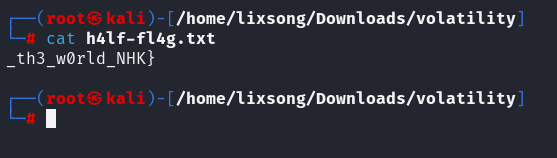 ┌──(root㉿kali)-[/home/lixsong/Downloads/volatility]
└─# cat h4lf-fl4g.txt
_th3_w0rld_NHK}
┌──(root㉿kali)-[/home/lixsong/Downloads/volatility]
└─#